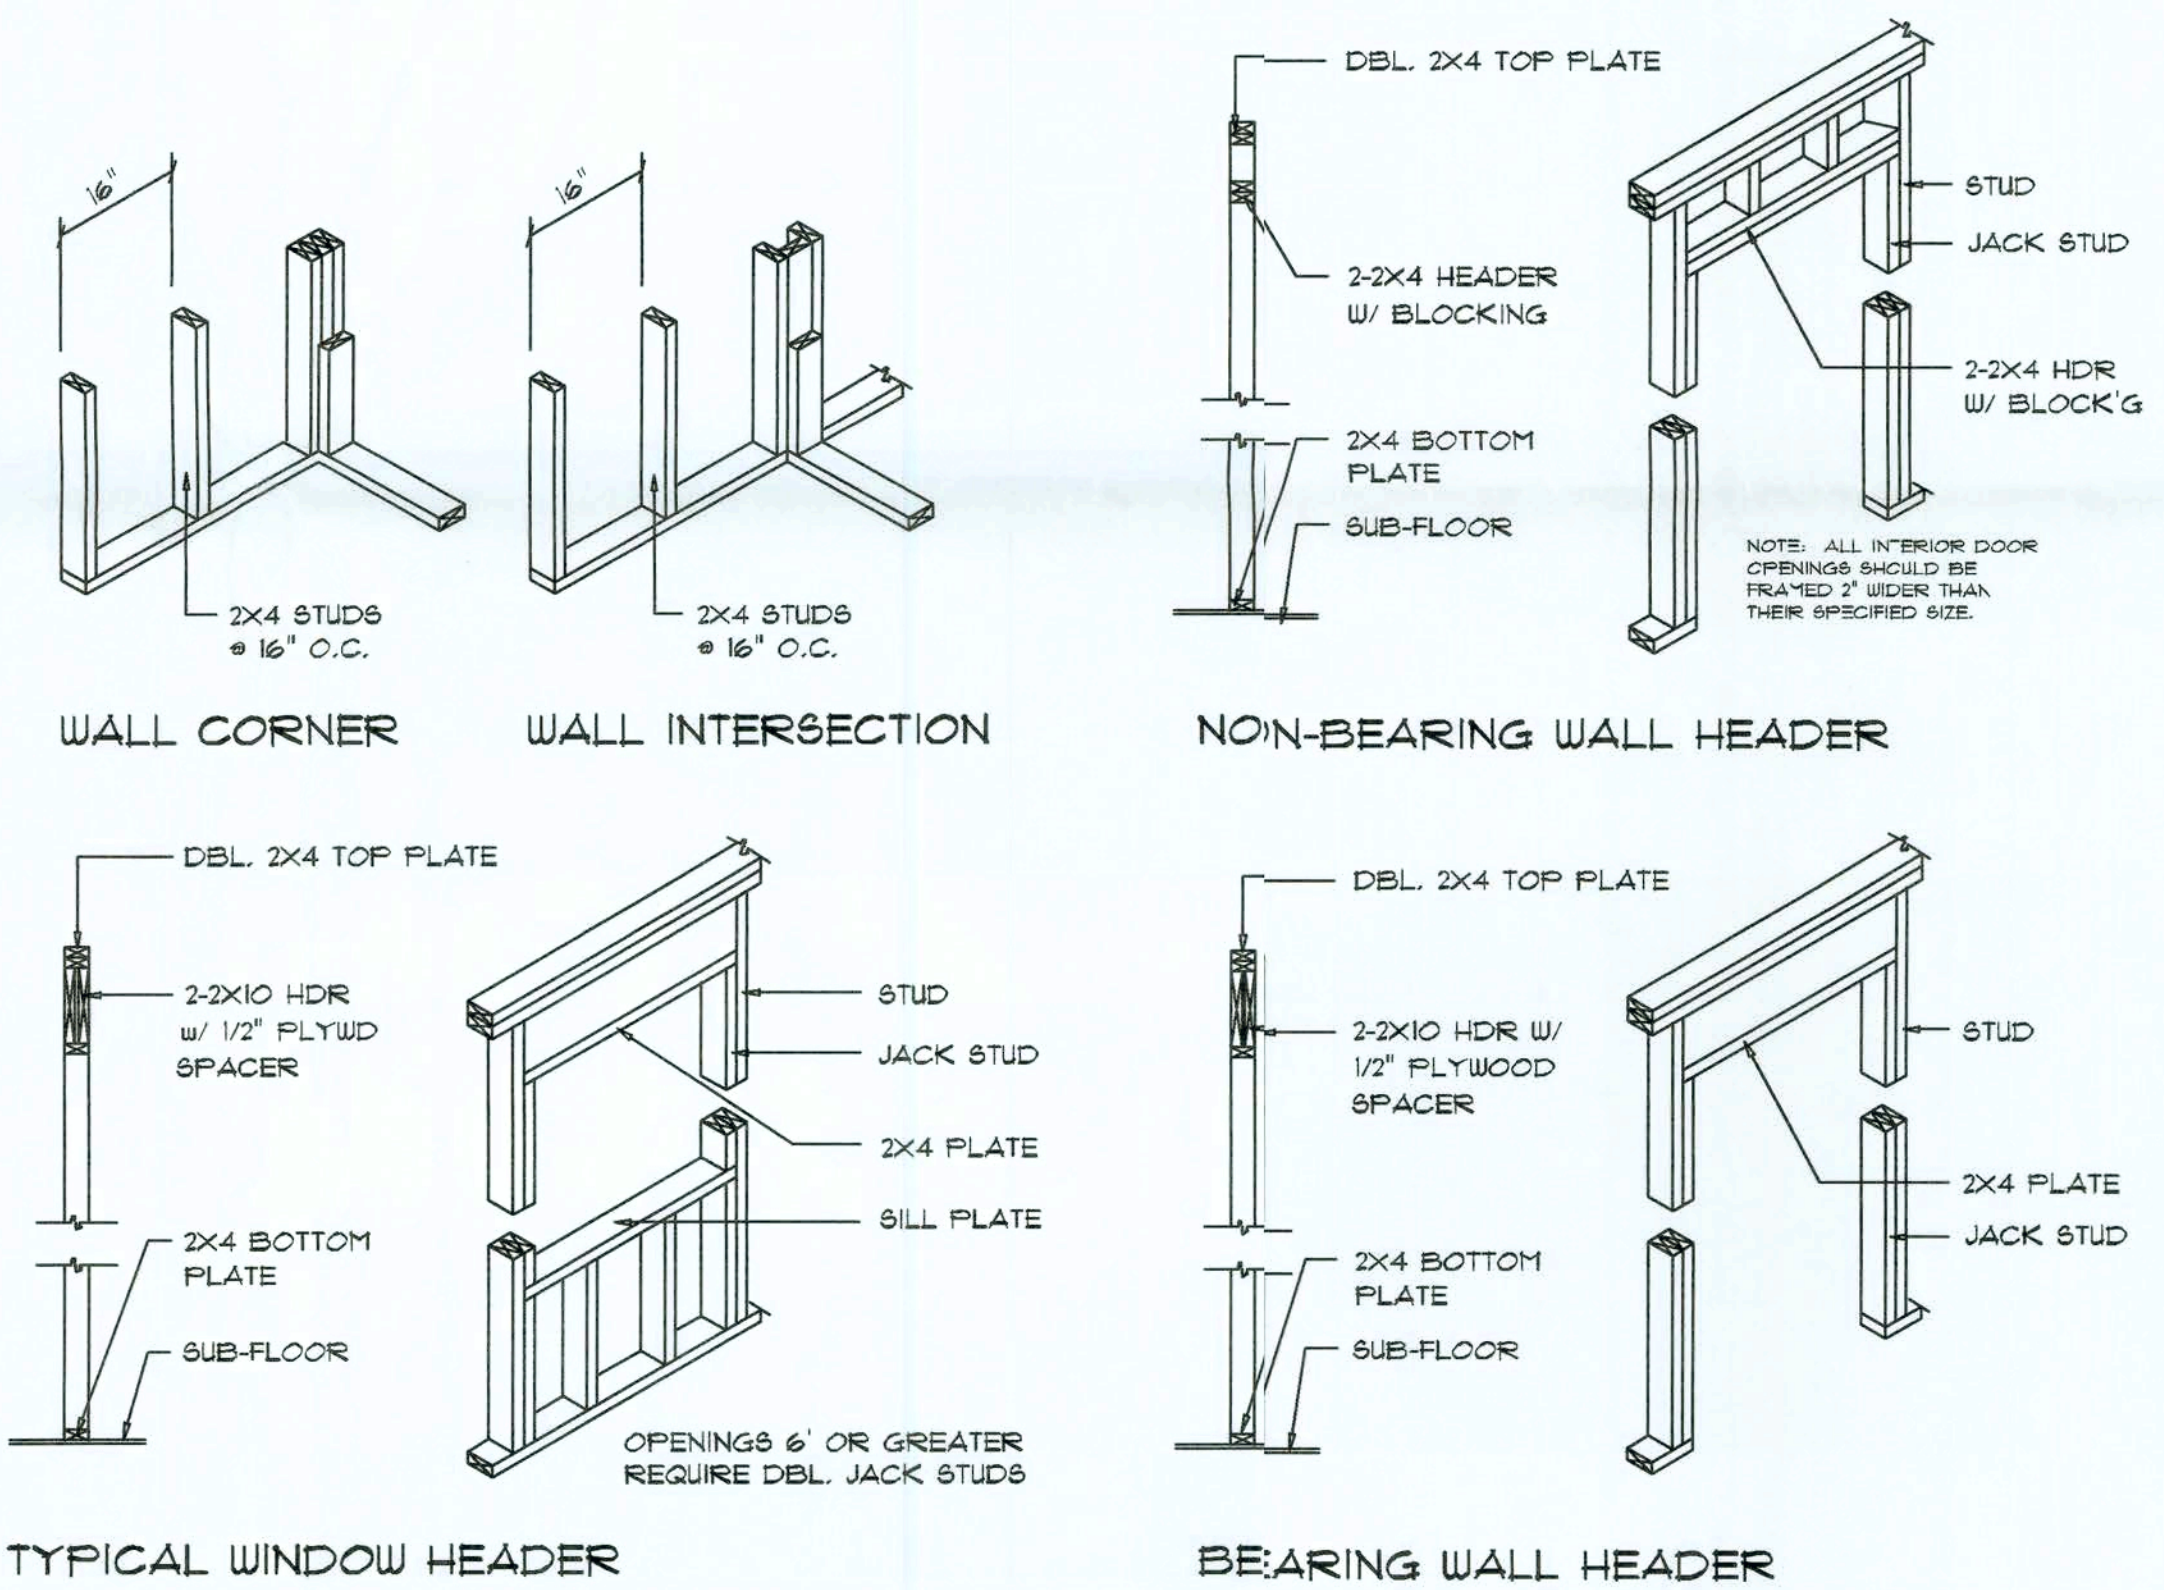 16"
2X4 STUDS
@ 16" O.C.
WALL CORNER
16"
2X4 STUDS
@ 16" O.C.
WALL INTERSECTION
DBL. 2X4 TOP PLATE
2-2X4 HEADER
W/ BLOCKING
2X4 BOTTOM
PLATE
SUB-FLOOR
STUD
JACK STUD
2-2X4 HDR
W/ BLOCK'G
NOTE: ALL INTERIOR DOOR
OPENINGS SHOULD BE
FRAMED 2" WIDER THAN
THEIR SPECIFIED SIZE.
NON-BEARING WALL HEADER
DBL. 2X4 TOP PLATE
2-2X10 HDR
W/ 1/2" PLYWD
SPACER
2X4 BOTTOM
PLATE
SUB-FLOOR
STUD
JACK STUD
2X4 PLATE
SILL PLATE
OPENINGS 6' OR GREATER
REQUIRE DBL. JACK STUDS
TYPICAL WINDOW HEADER
DBL. 2X4 TOP PLATE
2-2X10 HDR W/
1/2" PLYWOOD
SPACER
2X4 BOTTOM
PLATE
SUB-FLOOR
STUD
2X4 PLATE
JACK STUD
BEARING WALL HEADER